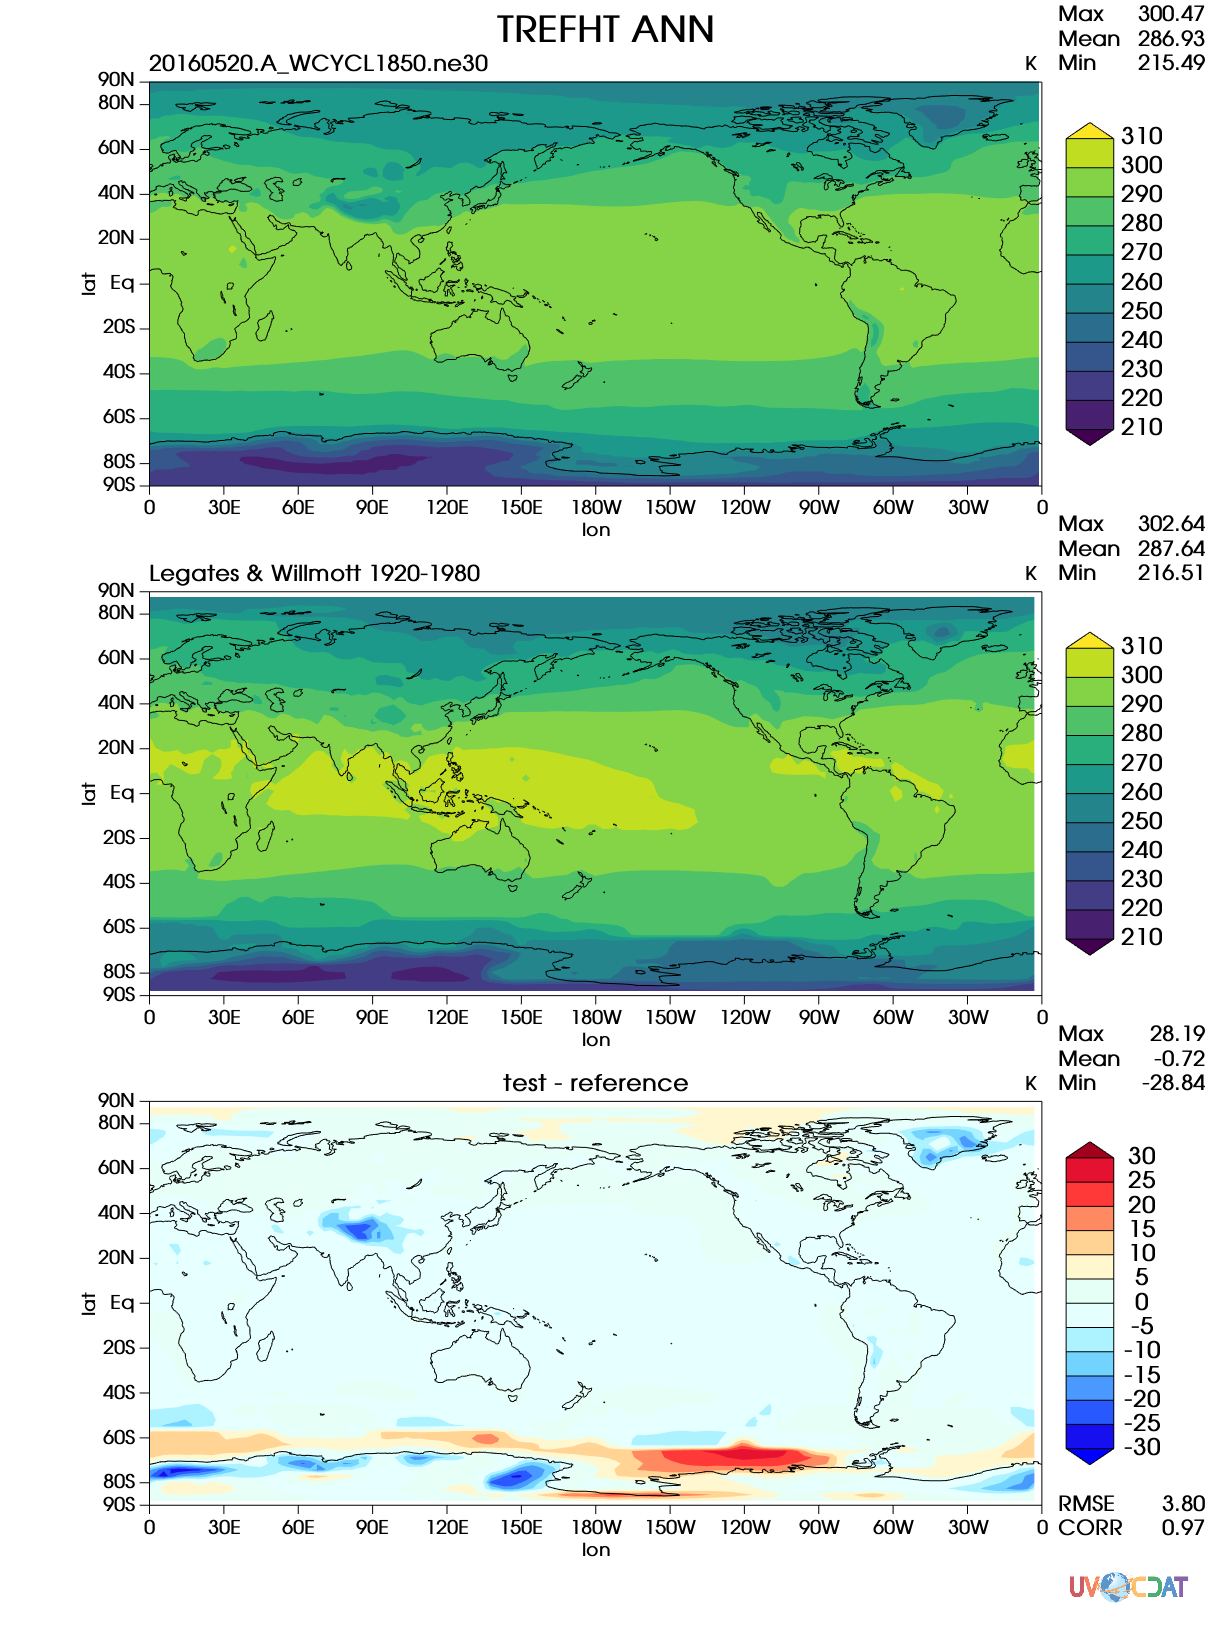 TREFHT ANN
Max 300.47
Mean 286.93
Min 215.49
20160520.A_WCYCL1850.ne30
K
90N
80N
60N
40N
20N
Eq
20S
40S
60S
80S
90S
lat
0 30E 60E 90E 120E 150E 180W 150W 120W 90W 60W 30W 0
lon
310
300
290
280
270
260
250
240
230
220
210
Max 302.64
Mean 287.64
Min 216.51
Legates & Willmott 1920-1980
K
90N
80N
60N
40N
20N
Eq
20S
40S
60S
80S
90S
lat
0 30E 60E 90E 120E 150E 180W 150W 120W 90W 60W 30W 0
lon
310
300
290
280
270
260
250
240
230
220
210
Max 28.19
Mean -0.72
Min -28.84
test - reference
K
90N
80N
60N
40N
20N
Eq
20S
40S
60S
80S
90S
lat
0 30E 60E 90E 120E 150E 180W 150W 120W 90W 60W 30W 0
lon
30
25
20
15
10
5
0
-5
-10
-15
-20
-25
-30
RMSE 3.80
CORR 0.97
UV CDAT